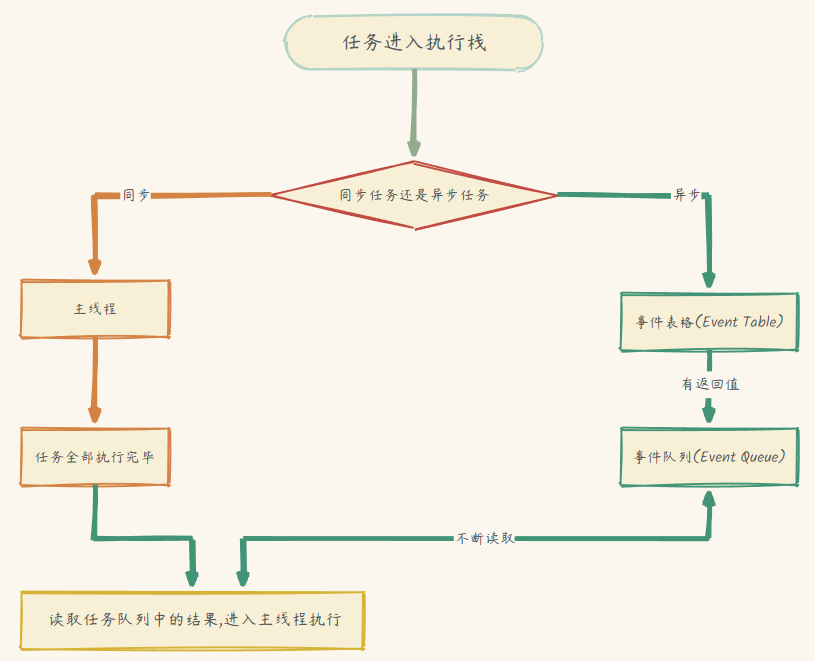 任务进入执行栈
同步
同步任务还是异步任务
异步
主线程
事件表格(Event Table)
有返回值
任务全部执行完毕
事件队列(Event Queue)
不断读取
读取任务队列中的结果,进入主线程执行